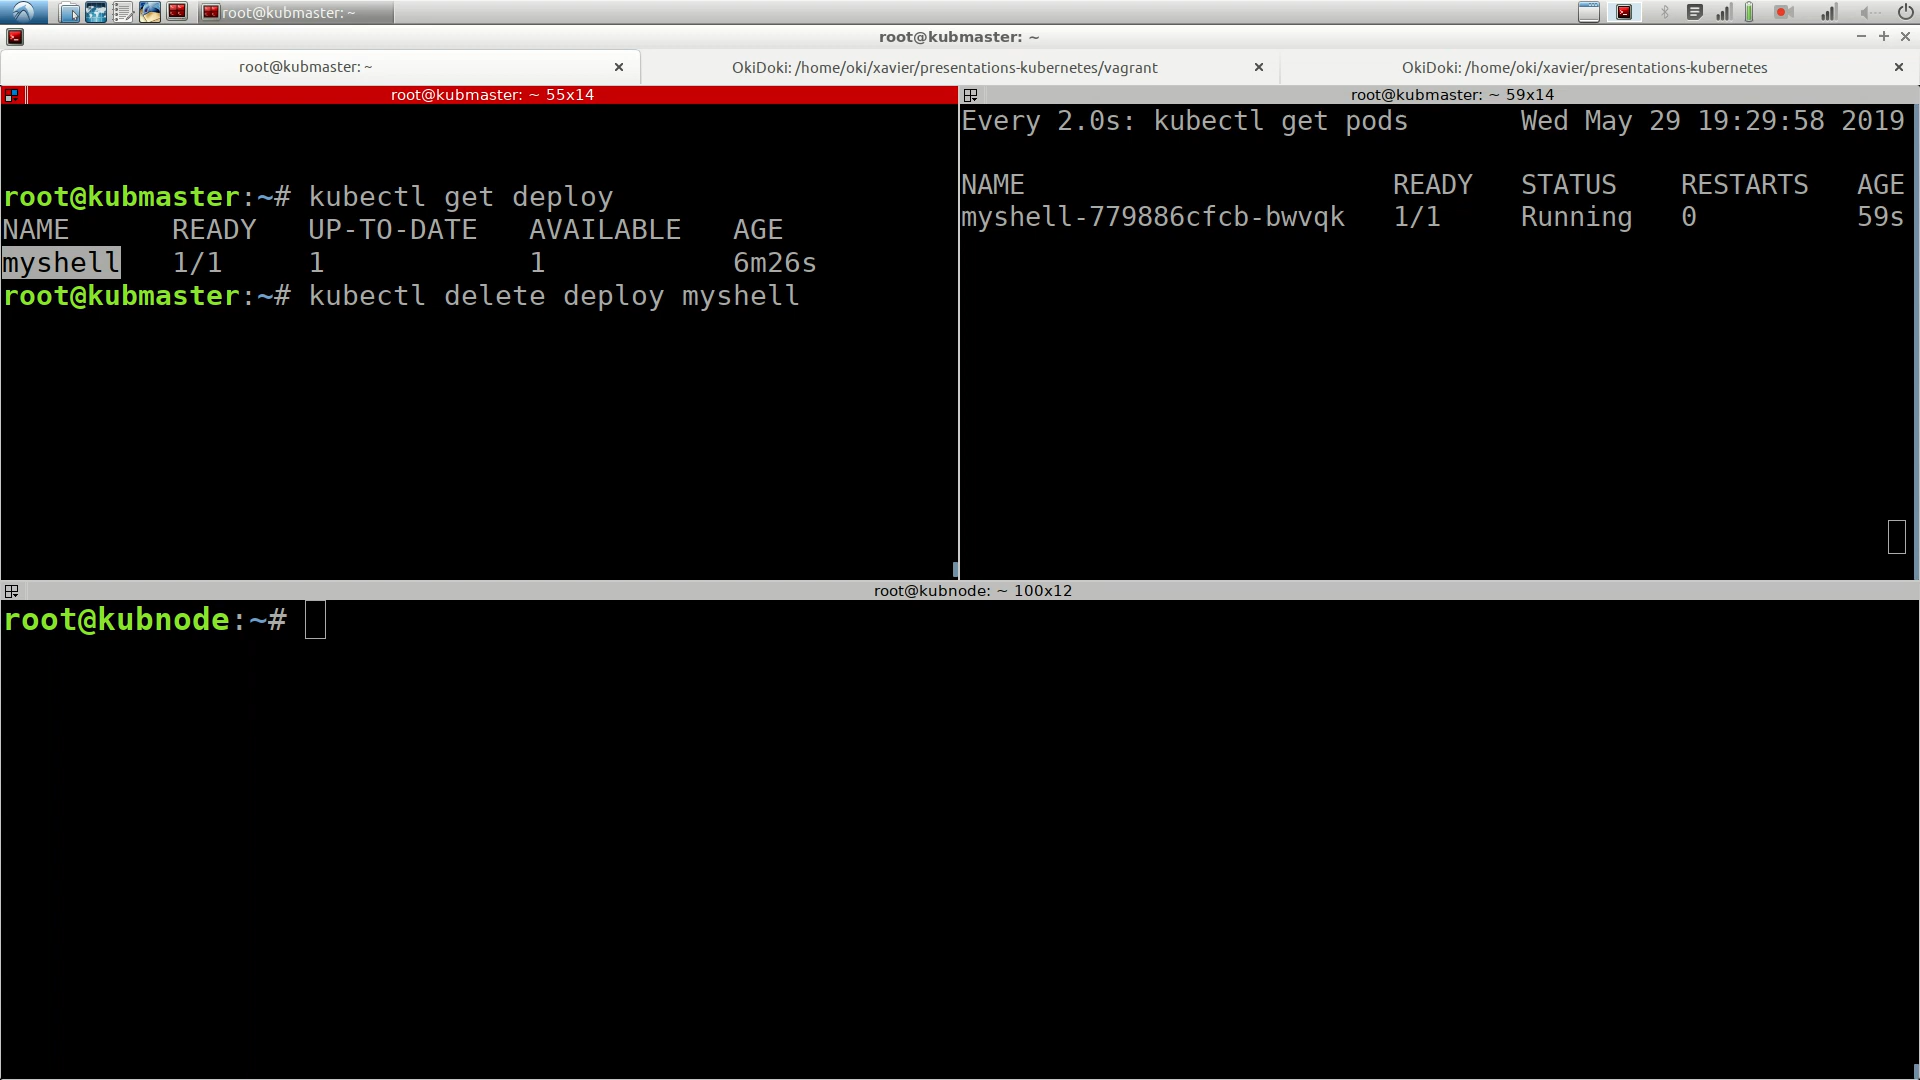 root@kubmaster: ~
root@kubmaster: ~
root@kubmaster: ~
OkiDoki: /home/oki/xavier/presentations-kubernetes/vagrant
OkiDoki: /home/oki/xavier/presentations-kubernetes
root@kubmaster: ~ 55x14
root@kubmaster:~# kubectl get deploy
NAME READY UP-TO-DATE AVAILABLE AGE
myshell 1/1 1 1 6m26s
root@kubmaster:~# kubectl delete deploy myshell
root@kubmaster: ~ 59x14
Every 2.0s: kubectl get pods Wed May 29 19:29:58 2019
NAME READY STATUS RESTARTS AGE
myshell-779886cfcb-bwvqk 1/1 Running 0 59s
root@kubnode: ~ 100x12
root@kubnode:~#